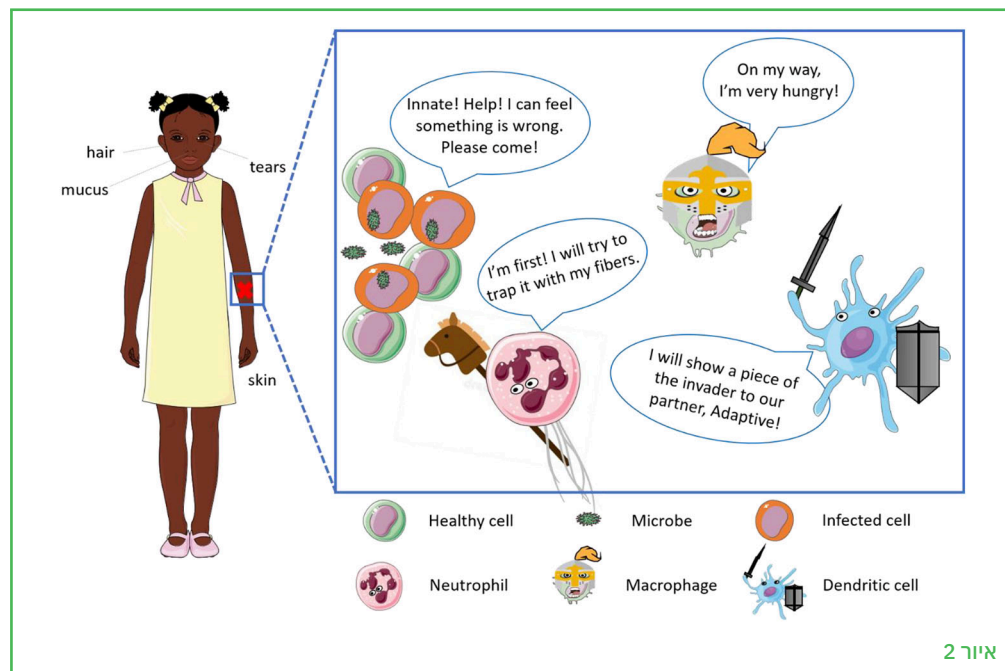 hair
mucus
tears
skin
Innate! Help! I can feel
something is wrong.
Please come!
On my way,
I'm very hungry!
I'm first! I will try to
trap it with my fibers.
I will show a piece of
the invader to our
partner, Adaptive!
Healthy cell
Microbe
Infected cell
Neutrophil
Macrophage
Dendritic cell
איור 2